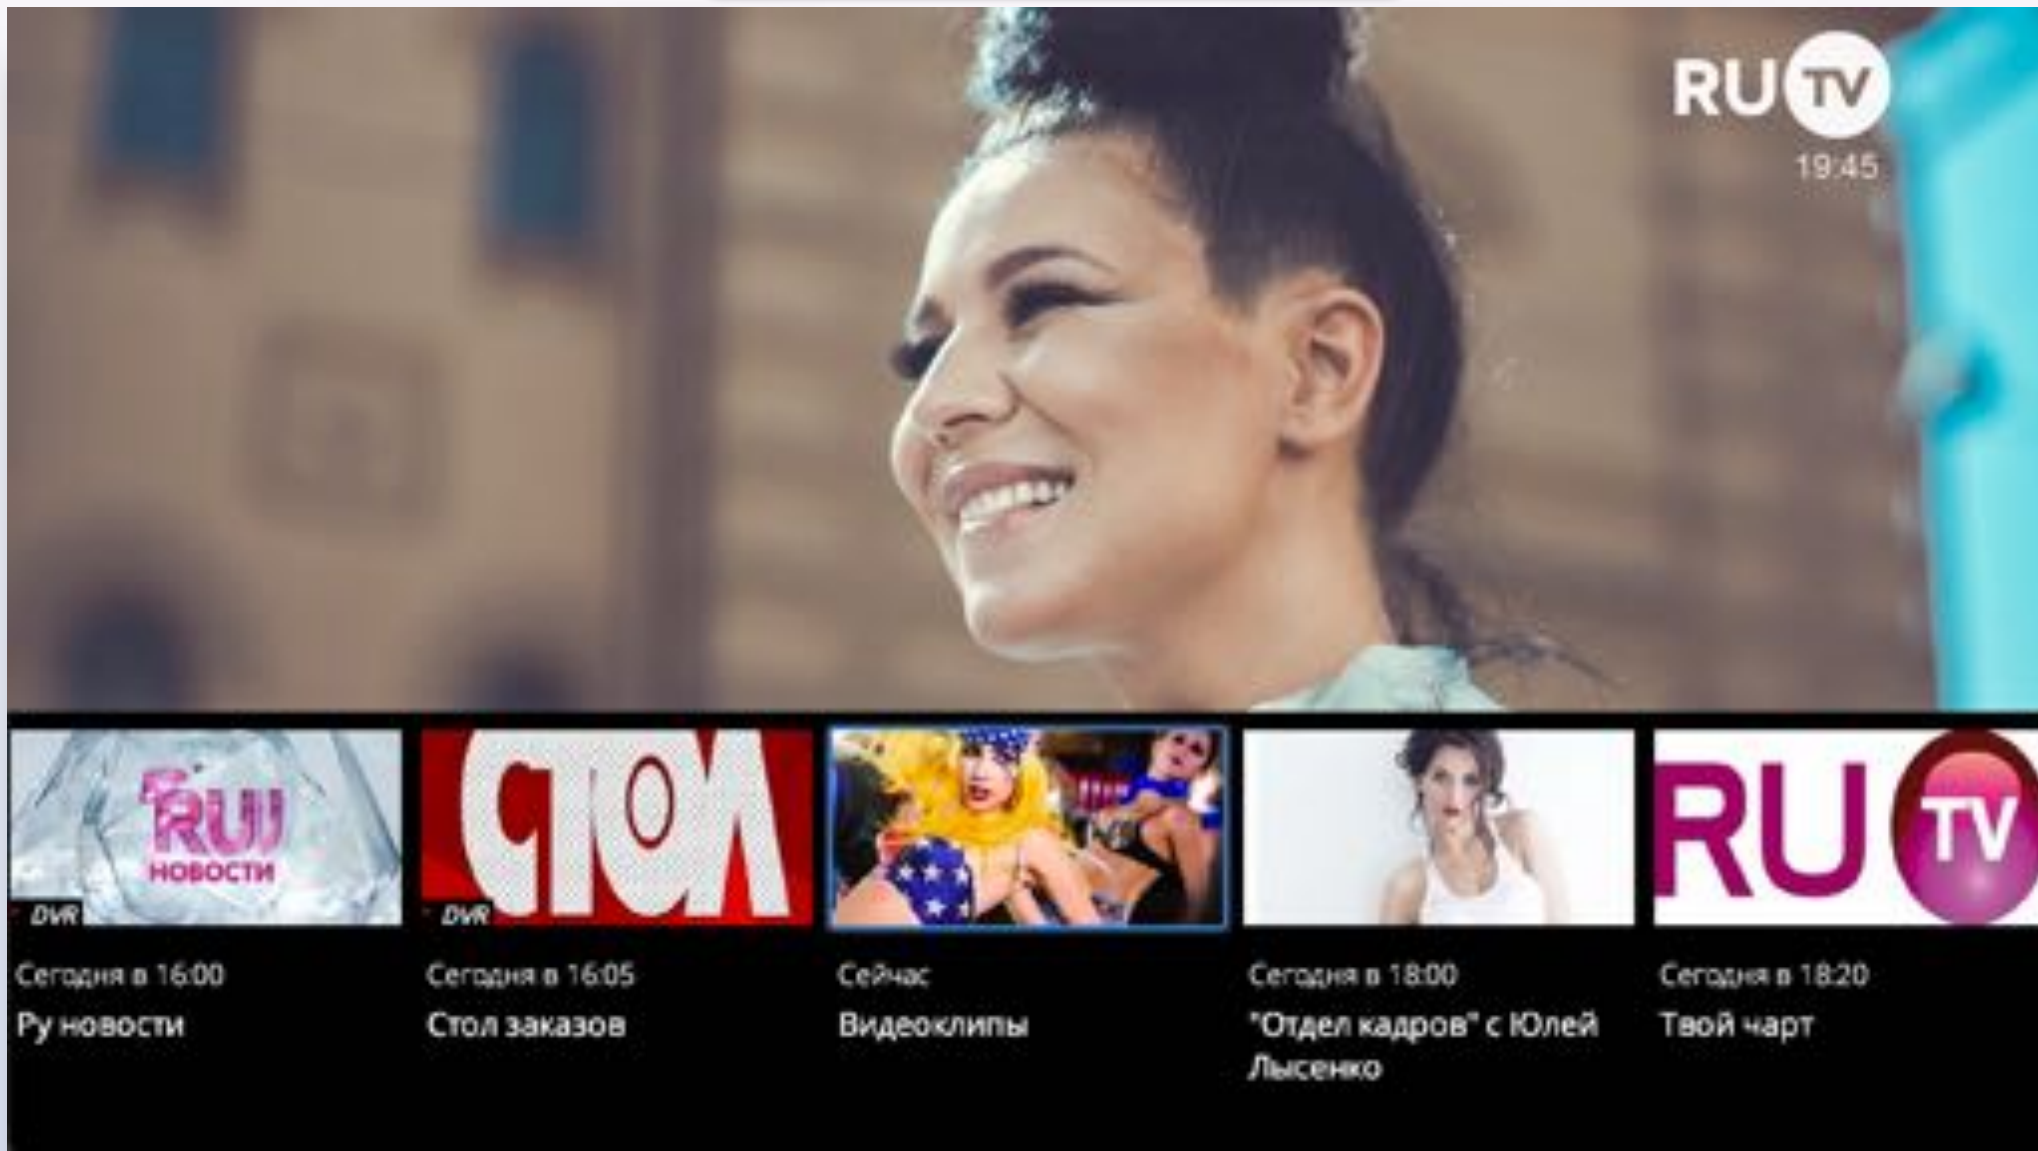 RU TV
19:45
RU
НОВОСТИ
DVR
СТОЛ
DVR
RU TV
Сегодня в 16:00
Ру новости
Сегодня в 16:05
Стол заказов
Сейчас
Видеоклипы
Сегодня в 18:00
"Отдел кадров" с Юлей
Лысенко
Сегодня в 18:20
Твой чарт